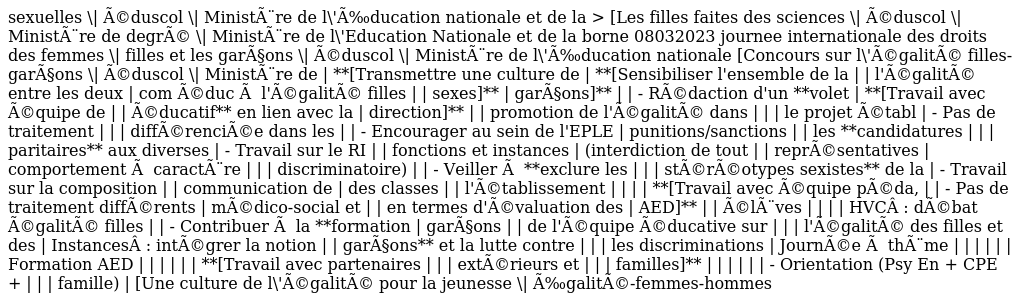 sexuelles \| Ã©duscol \| MinistÃ¨re de l\'Ã‰ducation nationale et de la > [Les filles faites des sciences \| Ã©duscol \|
MinistÃ¨re de degrÃ© \| MinistÃ¨re de l\'Education Nationale et de la borne 08032023 journee internationale des droits
des femmes \| filles et les garÃ§ons \| Ã©duscol \| MinistÃ¨re de l\'Ã‰ducation nationale [Concours sur l\'Ã©galitÃ© filles-
garÃ§ons \| Ã©duscol \| MinistÃ¨re de | **[Transmettre une culture de | **[Sensibiliser l'ensemble de la | | l'Ã©galitÃ©
entre les deux | com Ã©duc Ã  l'Ã©galitÃ© filles | | sexes]** | garÃ§ons]** | | - RÃ©daction d'un **volet | **[Travail avec
Ã©quipe de | | Ã©ducatif** en lien avec la | direction]** | | promotion de l'Ã©galitÃ© dans | | | le projet Ã©tabl | - Pas de
traitement | | | diffÃ©renciÃ©e dans les | | - Encourager au sein de l'EPLE | punitions/sanctions | | les **candidatures | | |
paritaires** aux diverses | - Travail sur le RI | | fonctions et instances | (interdiction de tout | | reprÃ©sentatives |
comportement Ã  caractÃ¨re | | | discriminatoire) | | - Veiller Ã  **exclure les | | | stÃ©rÃ©otypes sexistes** de la | - Travail
sur la composition | | communication de | des classes | | l'Ã©tablissement | | | | **[Travail avec Ã©quipe pÃ©da, | | - Pas de
traitement diffÃ©rents | mÃ©dico-social et | | en termes d'Ã©valuation des | AED]** | | Ã©lÃ¨ves | | | | HVCÂ : dÃ©bat
Ã©galitÃ© filles | | - Contribuer Ã  la **formation | garÃ§ons | | de l'Ã©quipe Ã©ducative sur | | | l'Ã©galitÃ© des filles et
des | InstancesÂ : intÃ©grer la notion | | garÃ§ons** et la lutte contre | | | les discriminations | JournÃ©e Ã  thÃ¨me | | | | | |
Formation AED | | | | | | **[Travail avec partenaires | | | extÃ©rieurs et | | | familles]** | | | | | | - Orientation (Psy En + CPE
+ | | | famille) | [Une culture de l\'Ã©galitÃ© pour la jeunesse \| Ã‰galitÃ©-femmes-hommes